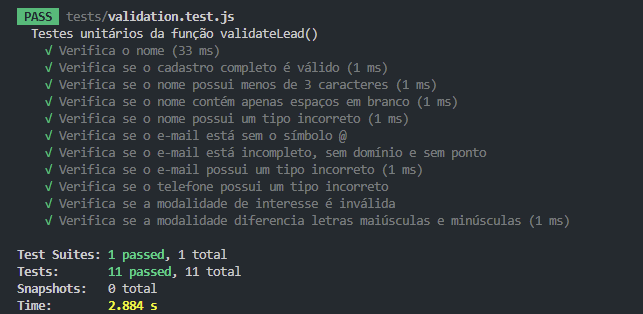 PASS tests/validation.test.js
Testes unitários da função validateLead()
√ Verifica o nome (33 ms)
√ Verifica se o cadastro completo é válido (1 ms)
√ Verifica se o nome possui menos de 3 caracteres (1 ms)
√ Verifica se o nome contém apenas espaços em branco (1 ms)
√ Verifica se o nome possui um tipo incorreto (1 ms)
√ Verifica se o e-mail está sem o símbolo @
√ Verifica se o e-mail está incompleto, sem domínio e sem ponto
√ Verifica se o e-mail possui um tipo incorreto (1 ms)
√ Verifica se o telefone possui um tipo incorreto
√ Verifica se a modalidade de interesse é inválida
√ Verifica se a modalidade diferencia letras maiúsculas e minúsculas (1 ms)
Test Suites: 1 passed, 1 total
Tests: 11 passed, 11 total
Snapshots: 0 total
Time: 2.884 s